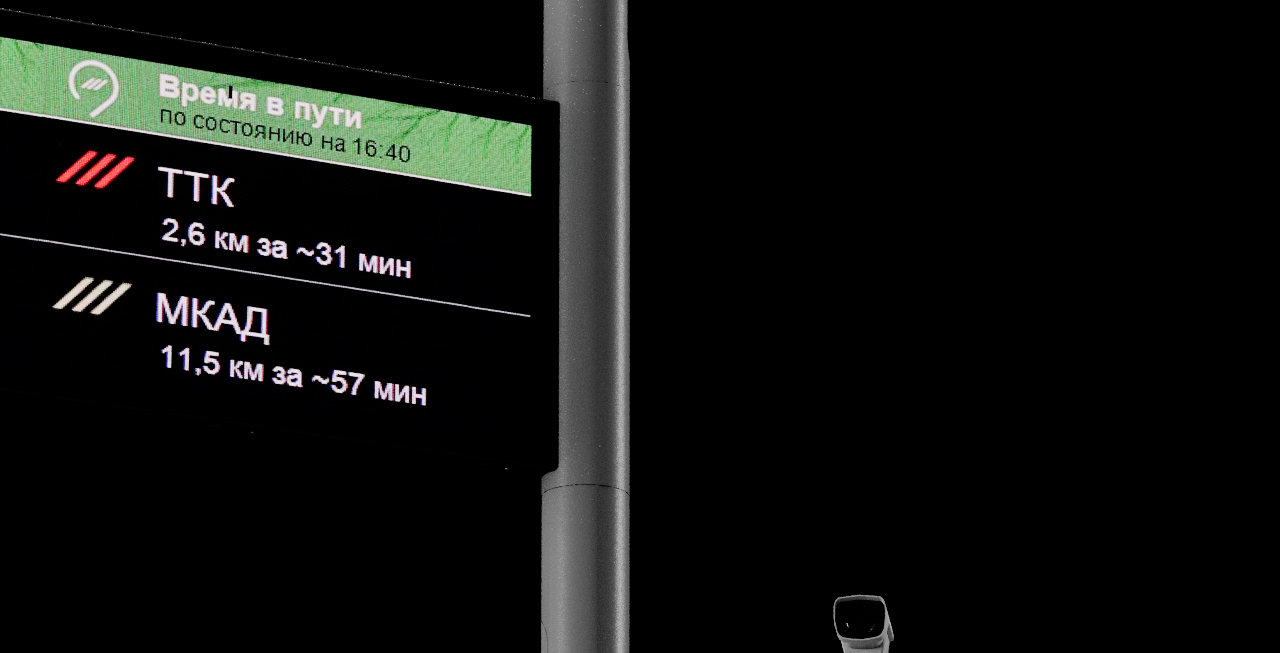 Время в пути
по состоянию на 16:40
ТТК
2,6 км за ~31 мин
МКАД
11,5 км за ~57 мин